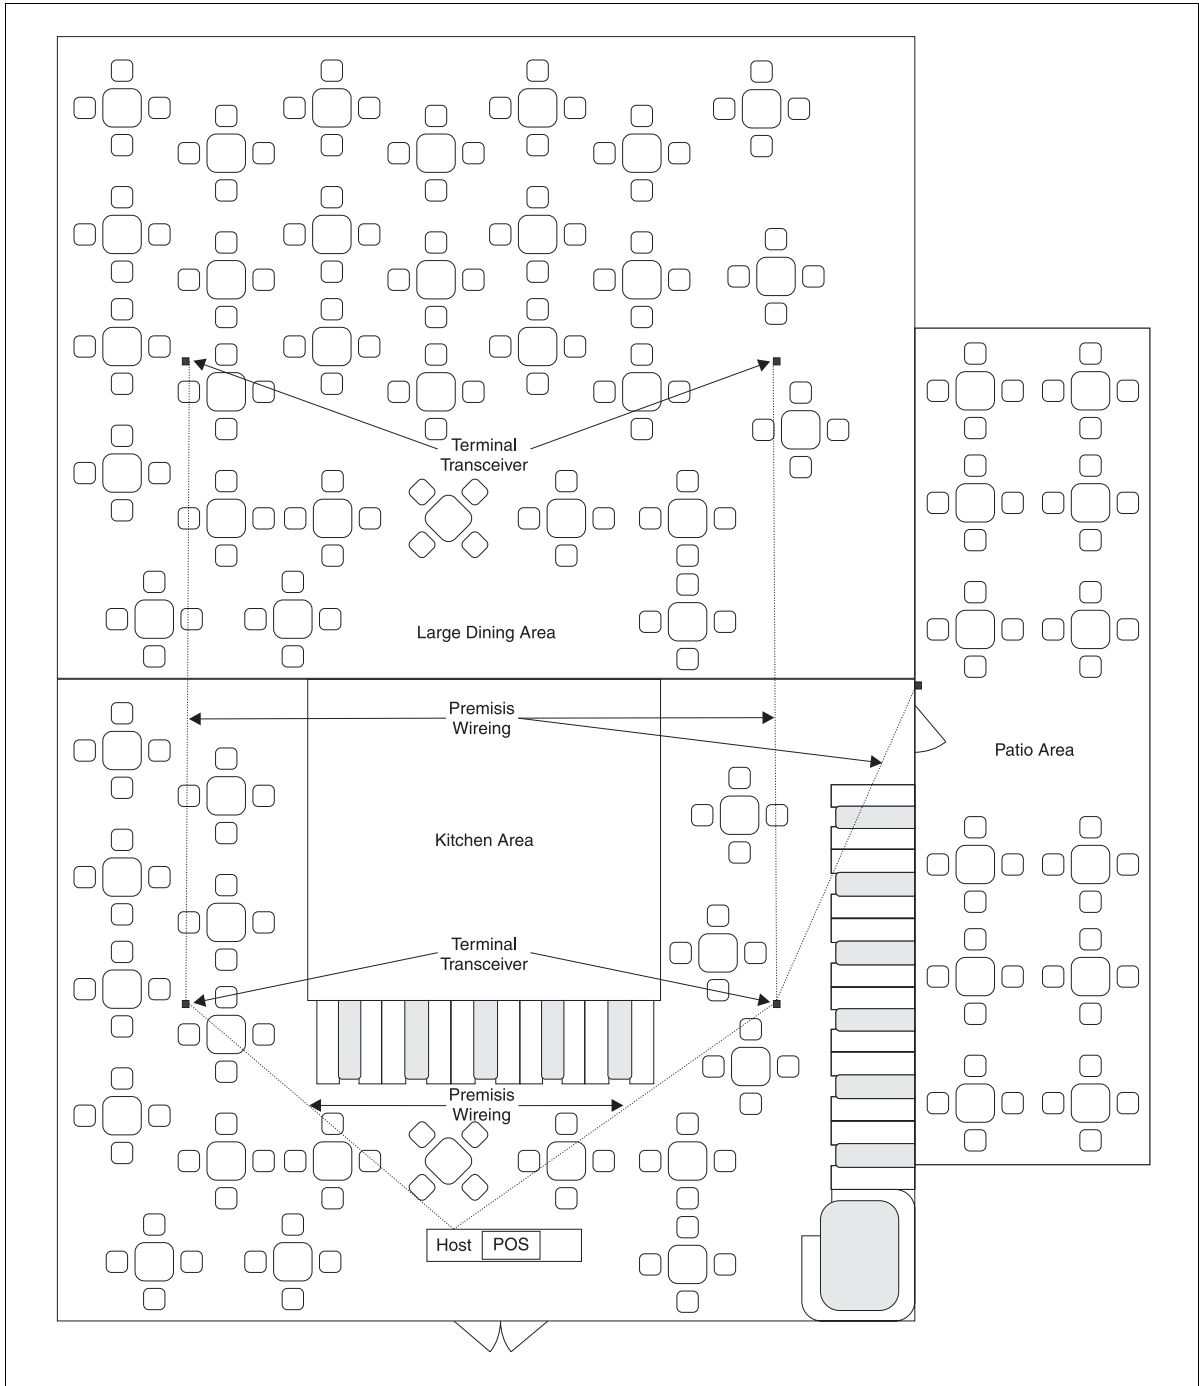 Terminal
Transceiver
Large Dining Area
Premisis
Wireing
Patio Area
Kitchen Area
Terminal
Transceiver
Premisis
Wireing
Host POS